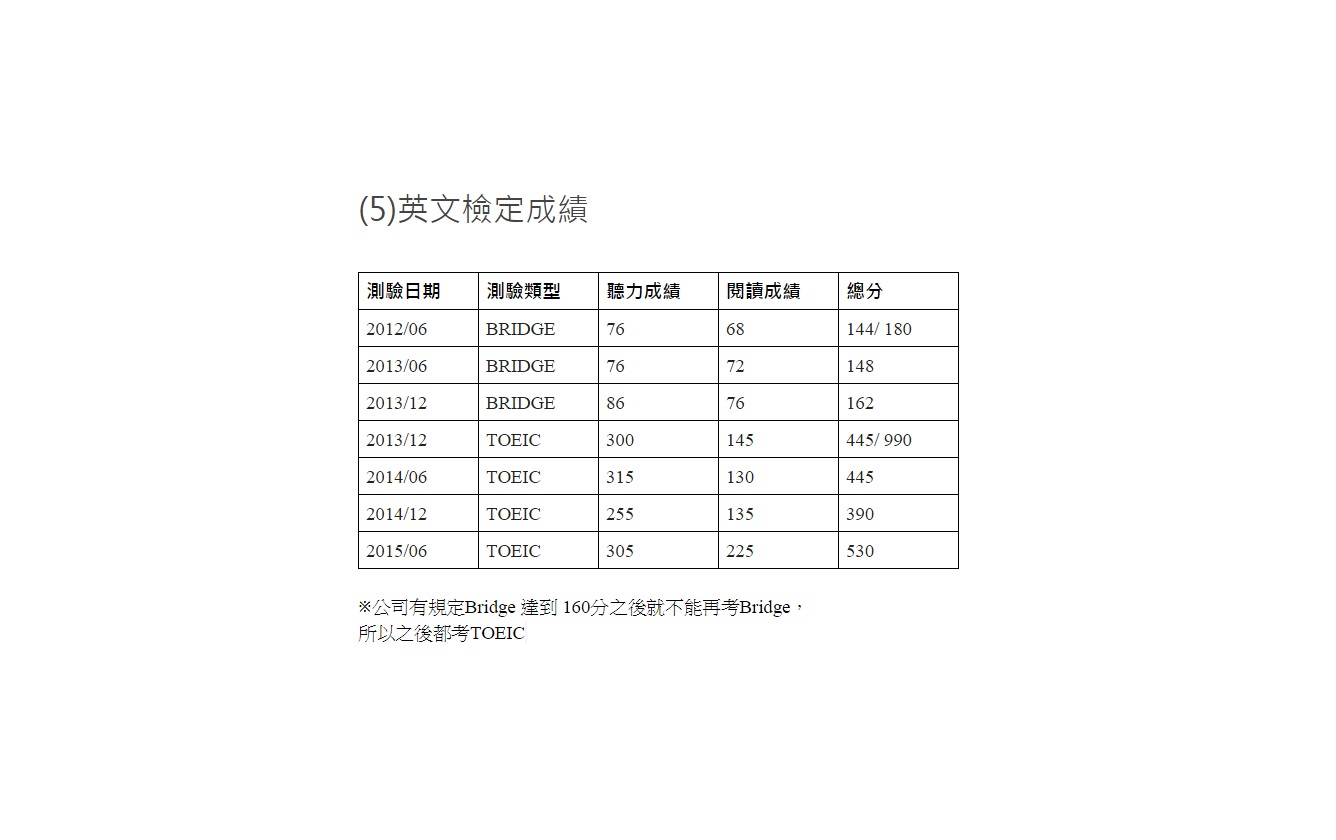 (5)英文檢定成績
測驗日期 測驗類型 聽力成績 閱讀成績 總分
2012/06 BRIDGE 76 68 144/ 180
2013/06 BRIDGE 76 72 148
2013/12 BRIDGE 86 76 162
2013/12 TOEIC 300 145 445/ 990
2014/06 TOEIC 315 130 445
2014/12 TOEIC 255 135 390
2015/06 TOEIC 305 225 530
※公司有規定Bridge 達到 160分之後就不能再考Bridge，
所以之後都考TOEIC